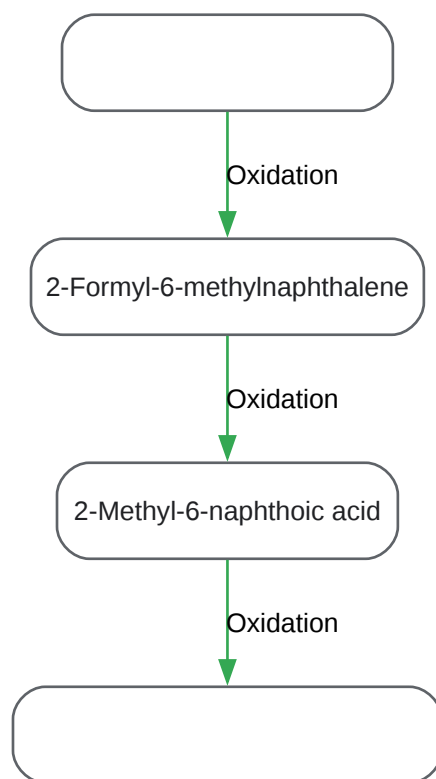 Oxidation
2-Formyl-6-methylnaphthalene
Oxidation
2-Methyl-6-naphthoic acid
Oxidation